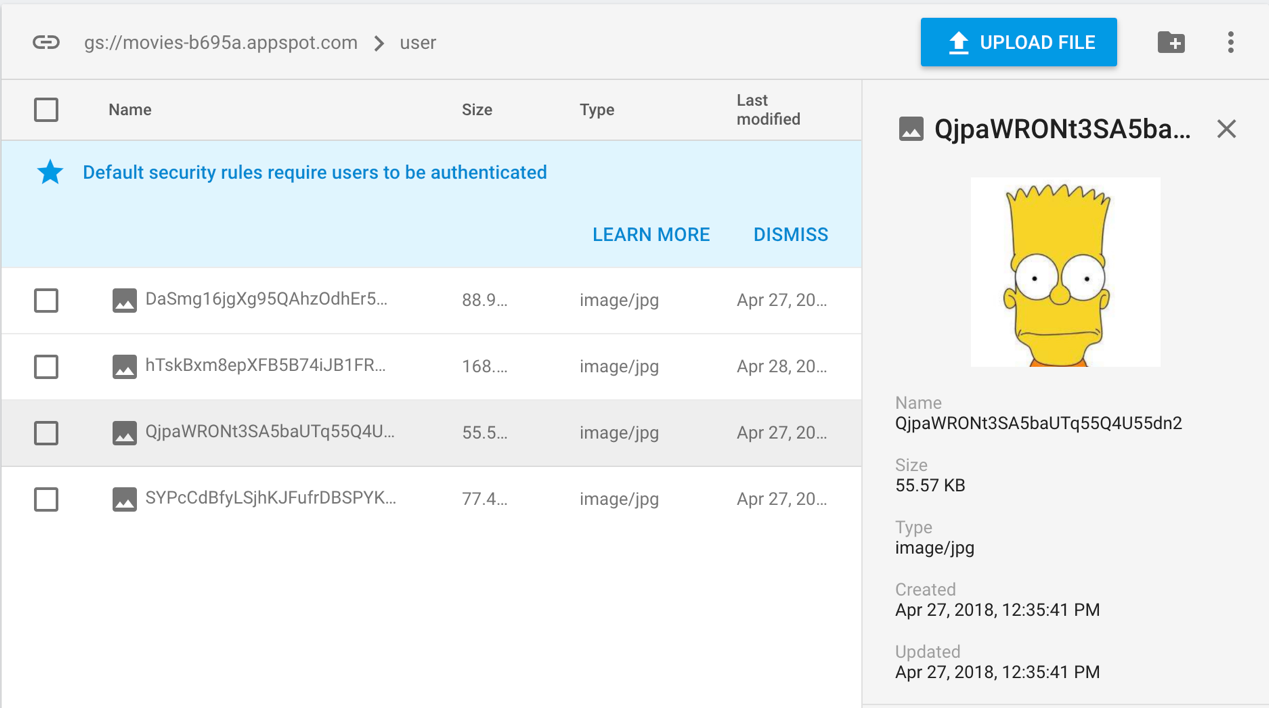 gs://movies-b695a.appspot.com > user
UPLOAD FILE
Name Size Type Last modified
Default security rules require users to be authenticated
LEARN MORE DISMISS
DaSmg16jgXg95QAhzOdhEr5… 88.9… image/jpg Apr 27, 20…
hTskBxm8epXFB5B74iJB1FR… 168.… image/jpg Apr 28, 20…
QjpaWRONt3SA5baUTq55Q4U… 55.5… image/jpg Apr 27, 20…
SYPcCdBfyLSjhKJFufrDBSPYK… 77.4… image/jpg Apr 27, 20…
QjpaWRONt3SA5ba…
Name
QjpaWRONt3SA5baUTq55Q4U55dn2
Size
55.57 KB
Type
image/jpg
Created
Apr 27, 2018, 12:35:41 PM
Updated
Apr 27, 2018, 12:35:41 PM